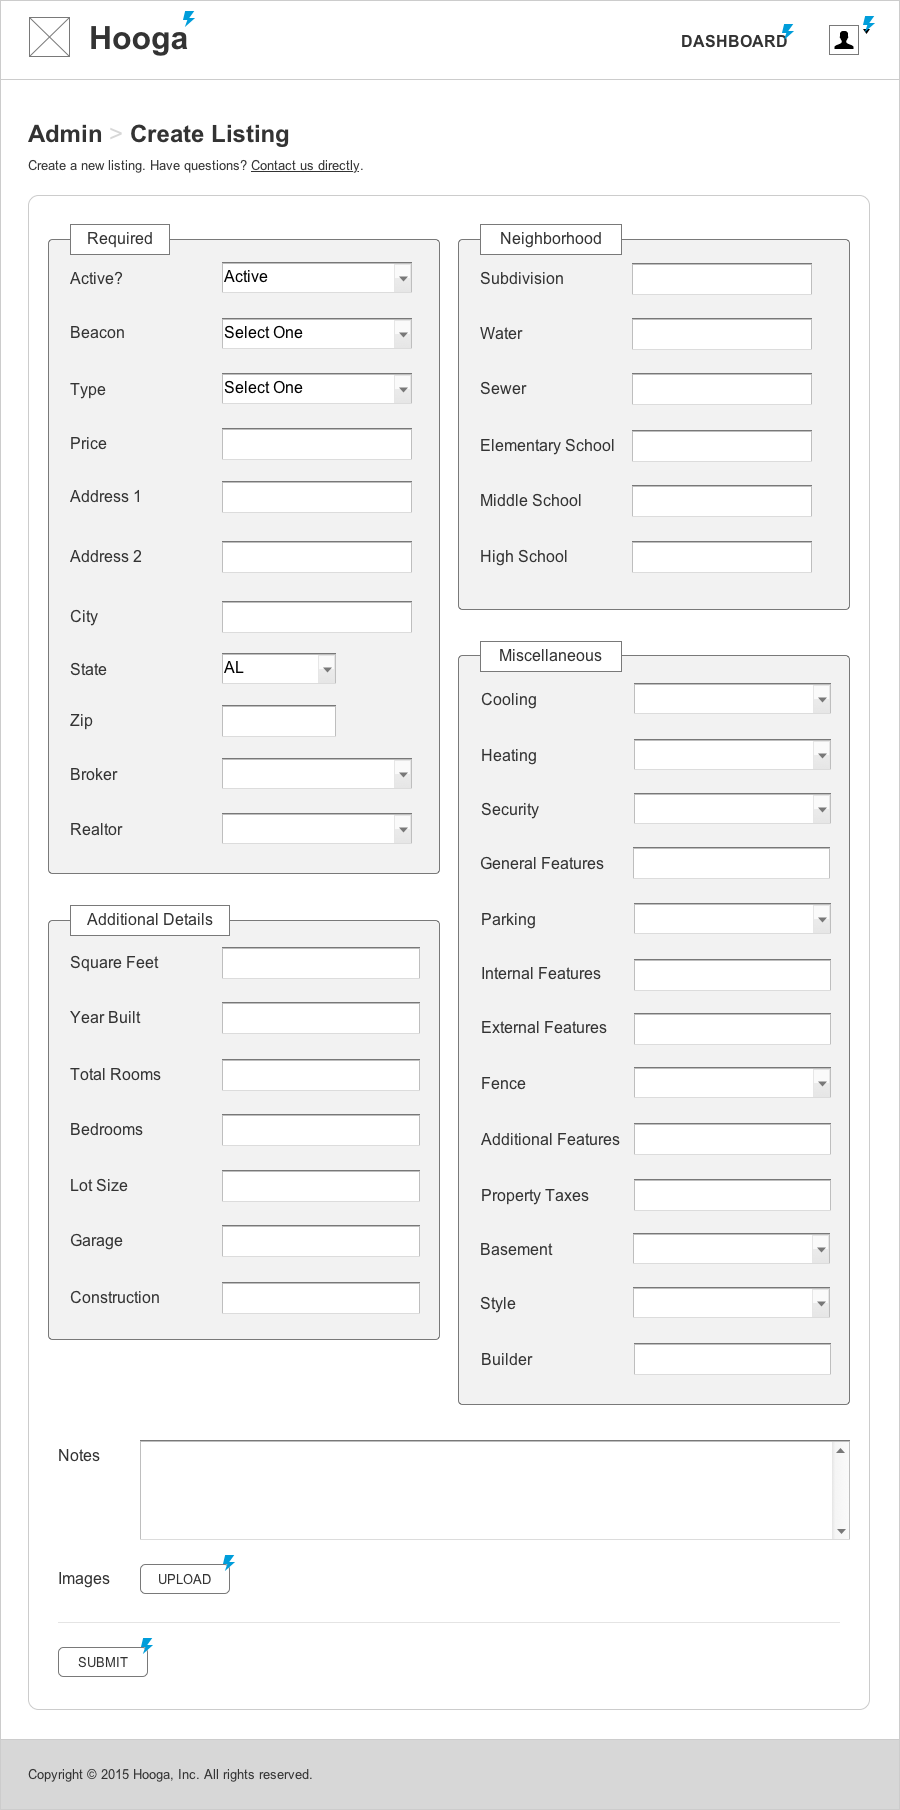 Hooga
DASHBOARD
Admin > Create Listing
Create a new listing. Have questions? Contact us directly.
Required
Active? Active
Beacon Select One
Type Select One
Price
Address 1
Address 2
City
State AL
Zip
Broker
Realtor
Additional Details
Square Feet
Year Built
Total Rooms
Bedrooms
Lot Size
Garage
Construction
Neighborhood
Subdivision
Water
Sewer
Elementary School
Middle School
High School
Miscellaneous
Cooling
Heating
Security
General Features
Parking
Internal Features
External Features
Fence
Additional Features
Property Taxes
Basement
Style
Builder
Notes
Images UPLOAD
SUBMIT
Copyright © 2015 Hooga, Inc. All rights reserved.